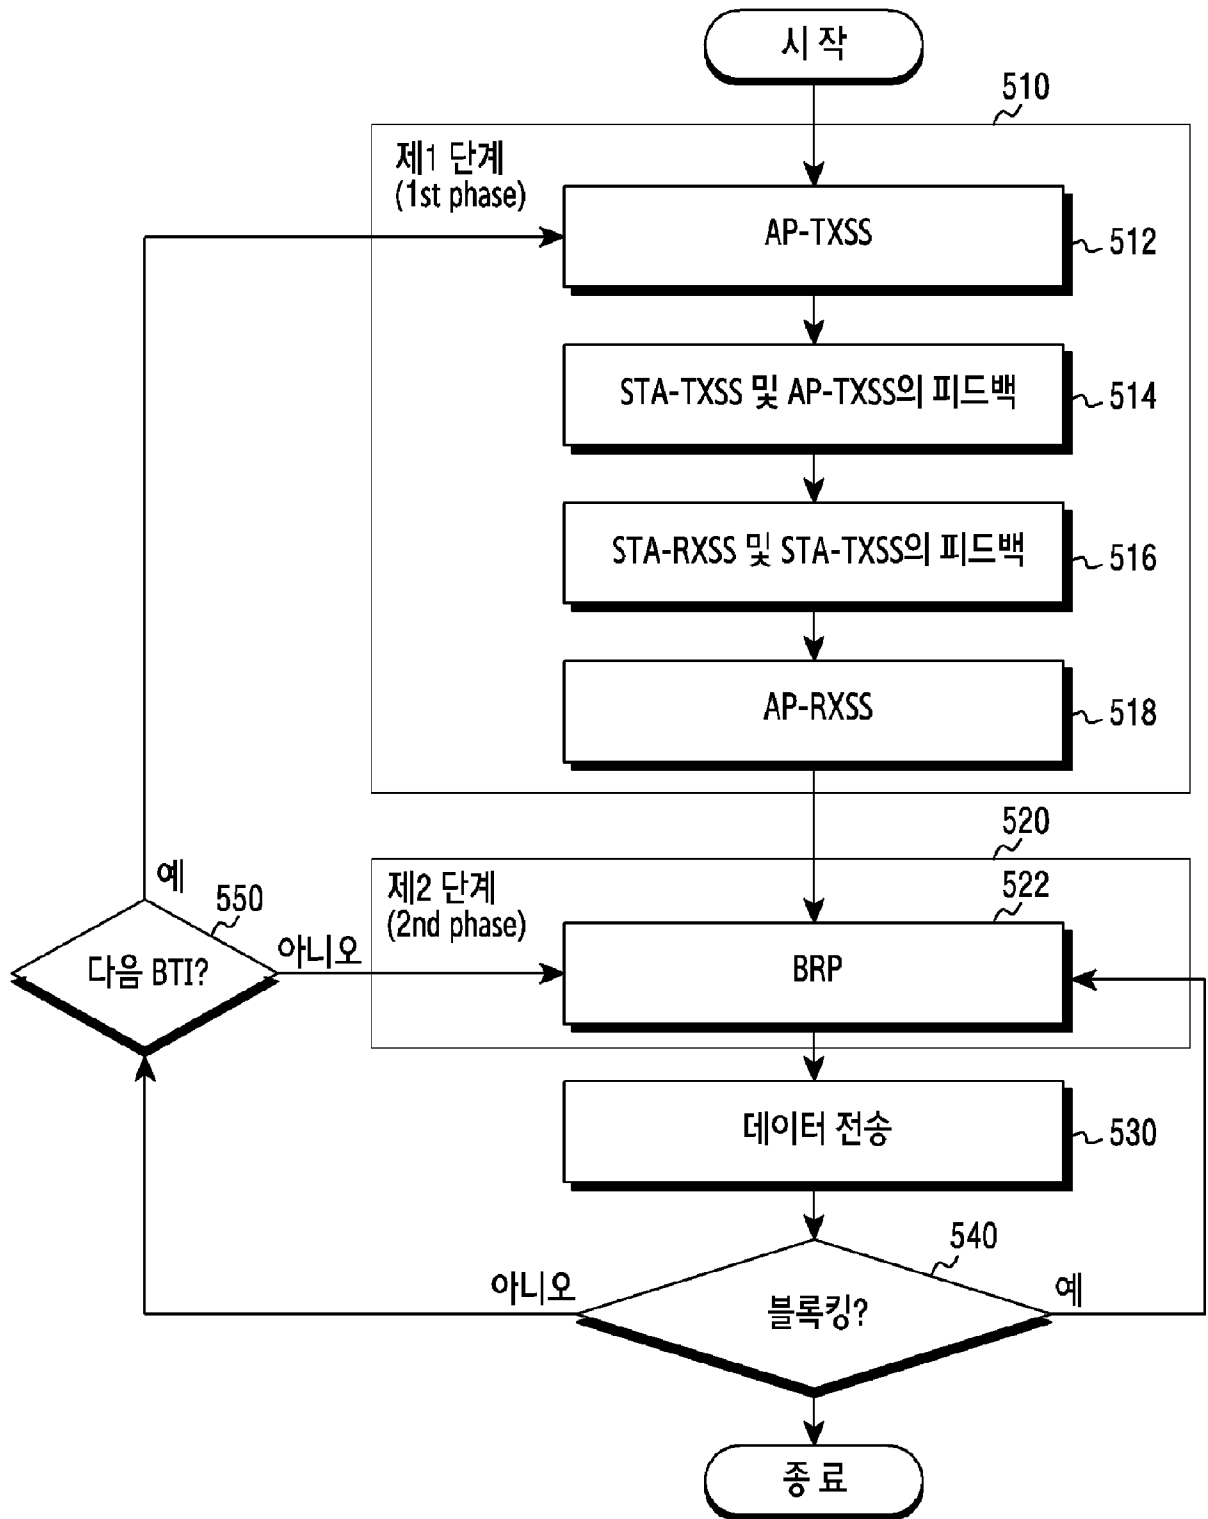 시 작
510
제1 단계
(1st phase)
AP-TXSS
512
STA-TXSS 및 AP-TXSS의 피드백
514
STA-RXSS 및 STA-TXSS의 피드백
516
AP-RXSS
518
520
예
550
제2 단계
(2nd phase)
522
아니오
다음 BTI?
BRP
데이터 전송
530
540
아니오
예
블록킹?
종 료